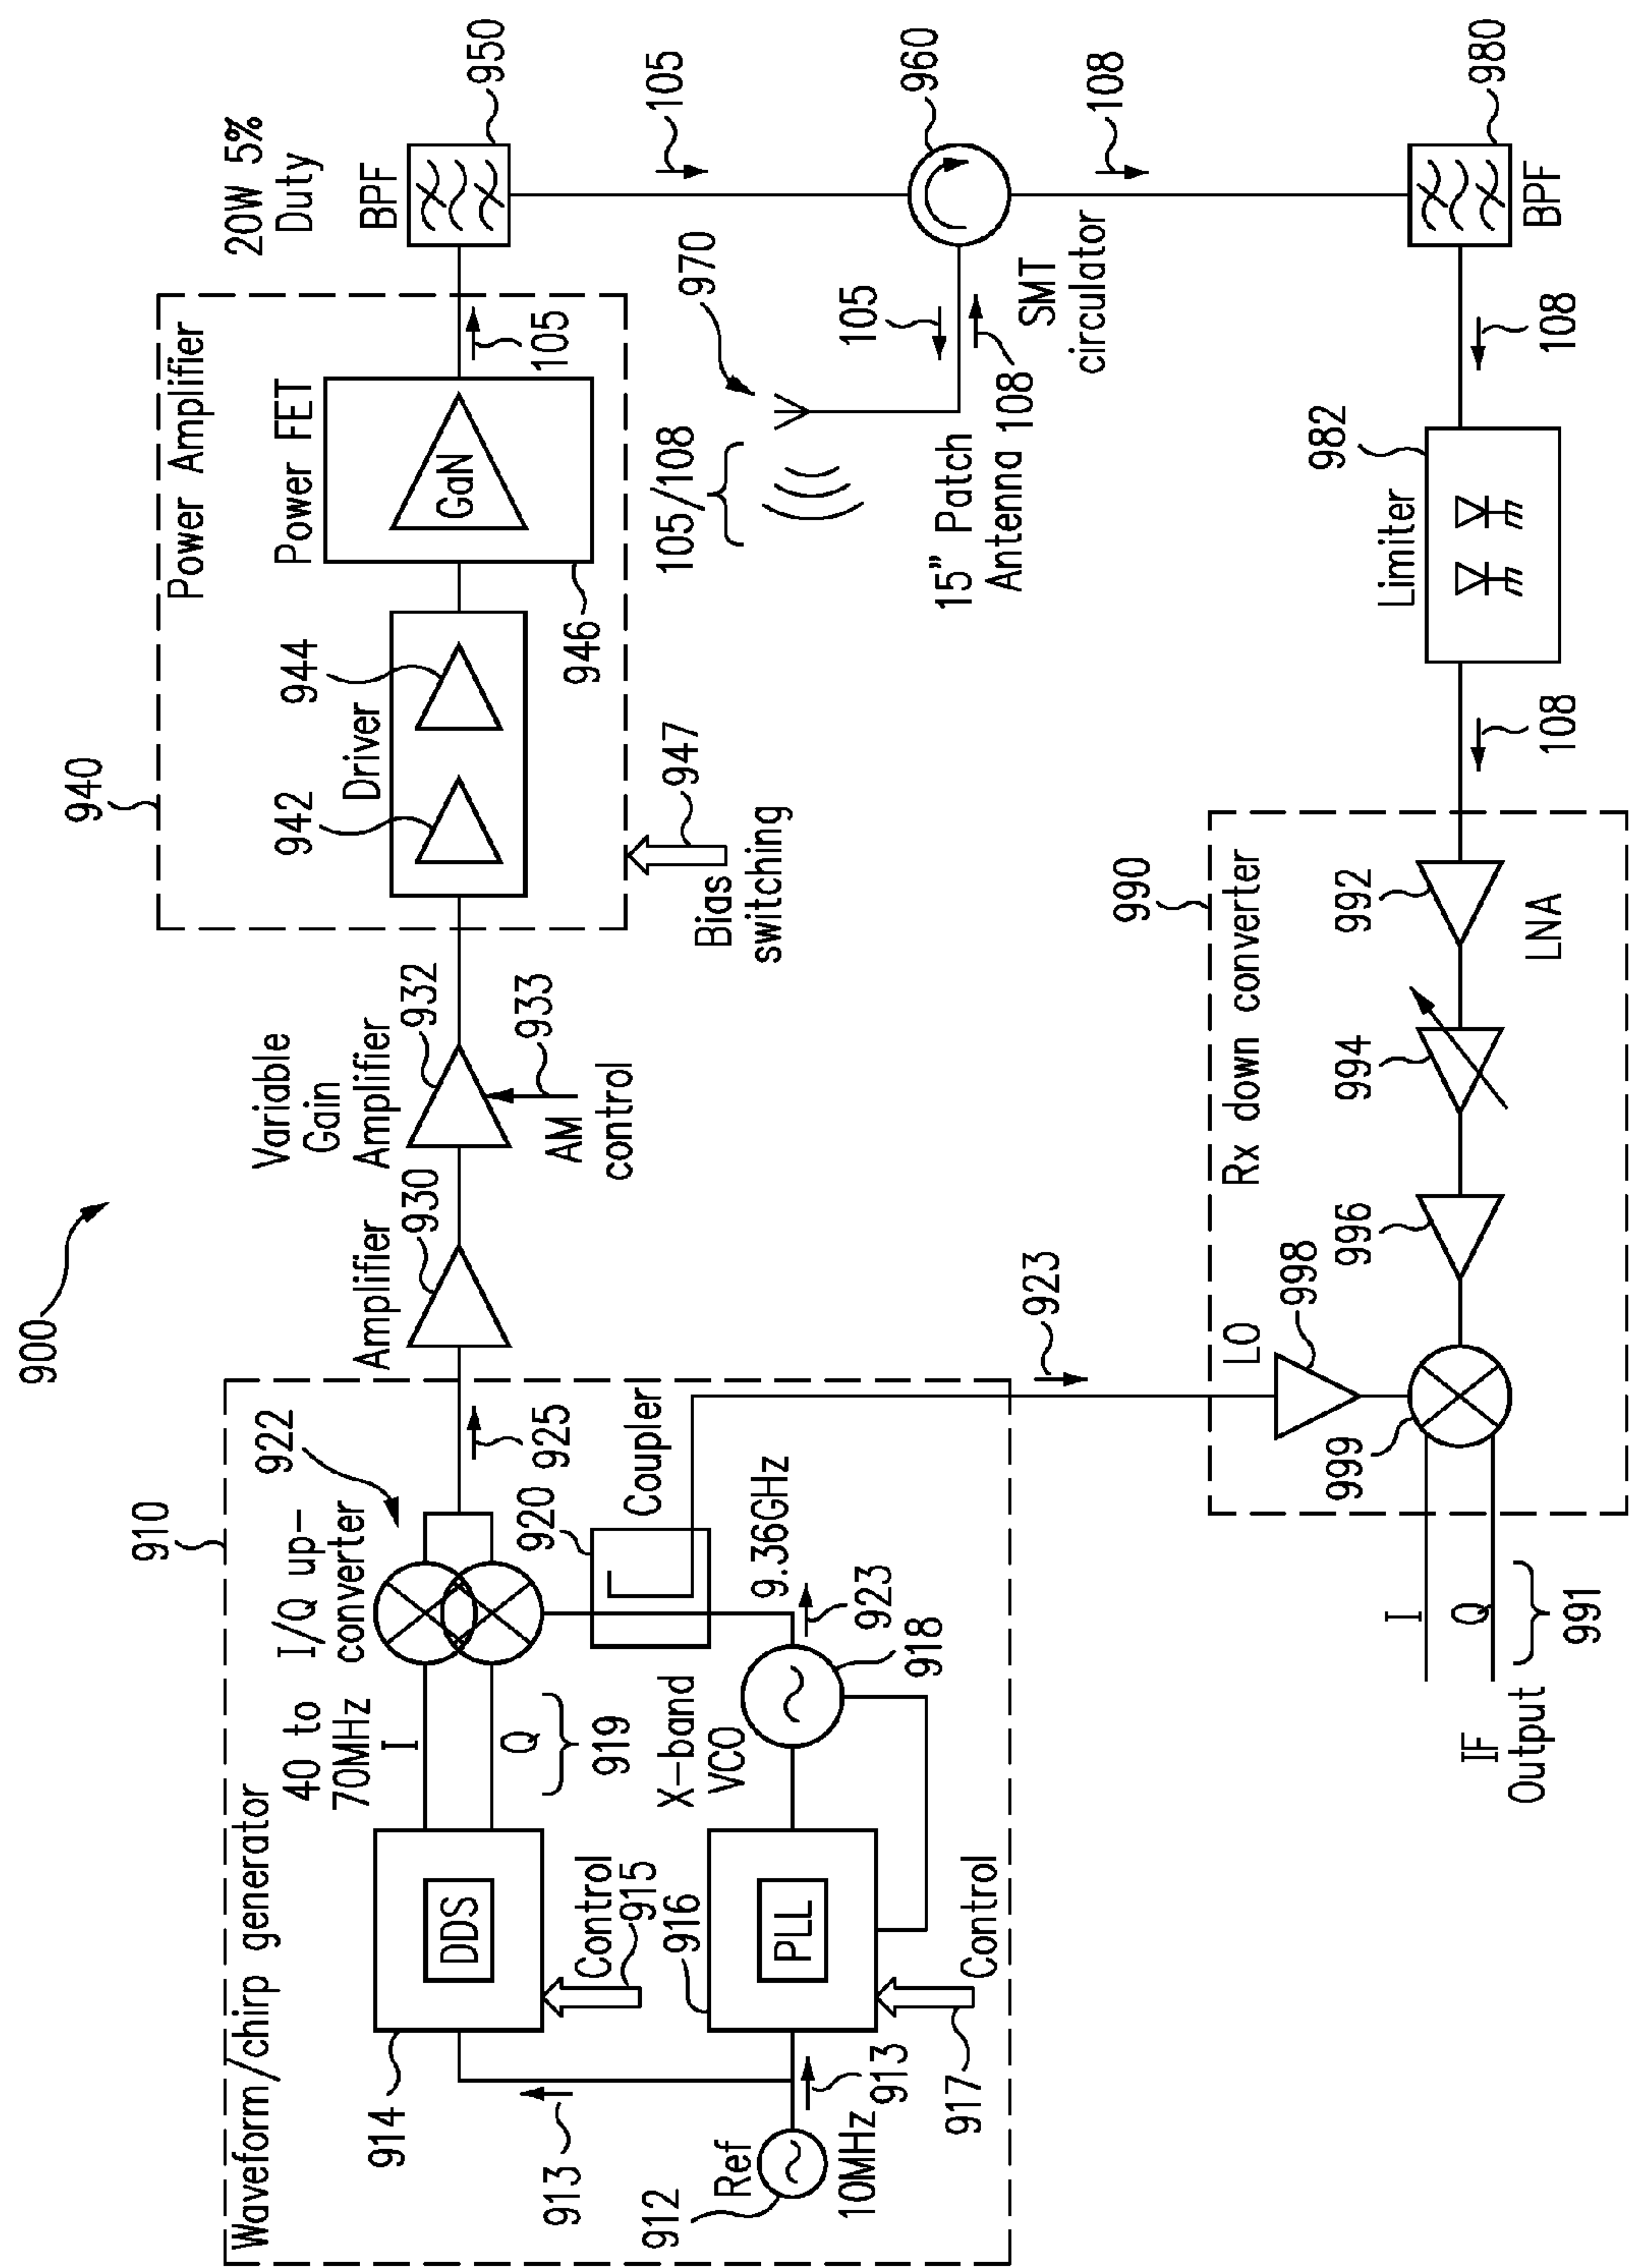 900
910
Waveform/chirp generator
914
DDS
Control
915
40 to
70MHz
I
Q
919
I/Q up-
converter
922
925
920
Coupler
913
912
Ref
10MHz
913
916
PLL
Control
917
X-band
VCO
918
9.36GHz
923
923
Amplifier
930
Variable
Gain
Amplifier
932
933
AM
control
940
Power Amplifier
942
944
Driver
Power FET
GaN
946
105
947
Bias
switching
20W 5%
Duty
BPF
950
105
960
970
105/108
105
108
15” Patch
Antenna
SMT
circulator
108
980
BPF
108
982
Limiter
108
990
Rx down converter
992
LNA
994
996
LO
998
999
I
Q
991
IF
Output